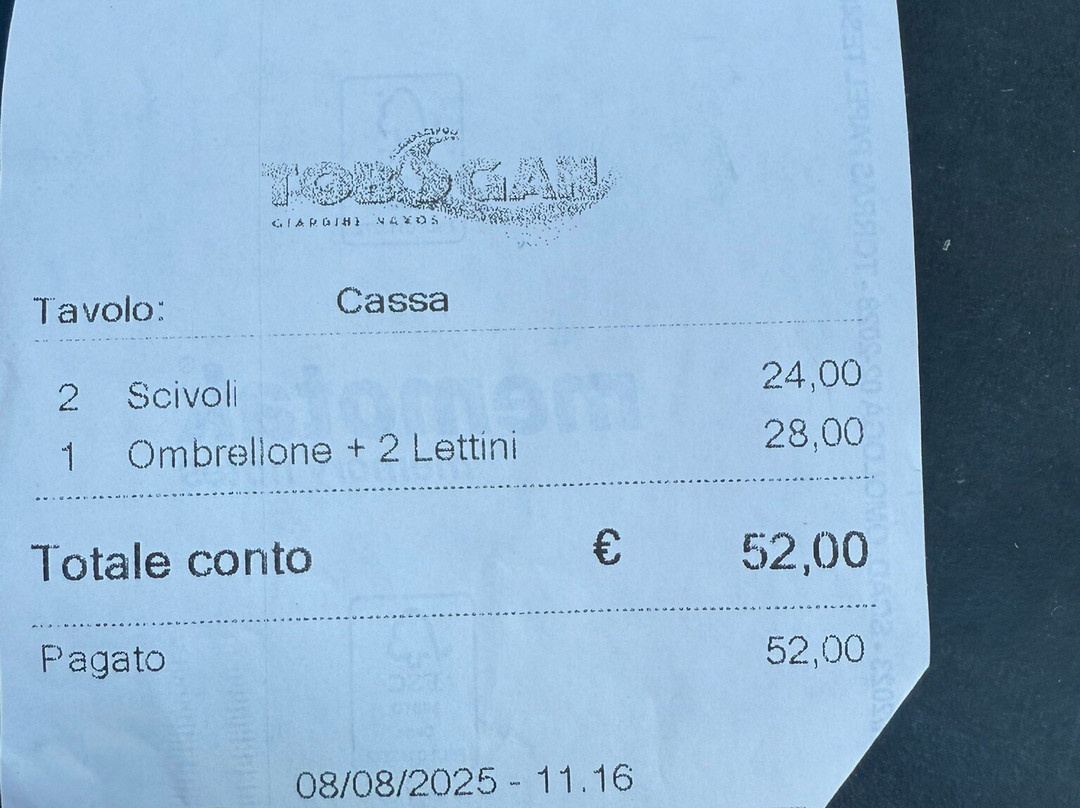 TOBOGAN
GIARDINI NAXOS
Tavolo: Cassa
2 Scivoli 24,00
1 Ombrellone + 2 Lettini 28,00
Totale conto € 52,00
Pagato 52,00
08/08/2025 - 11.16